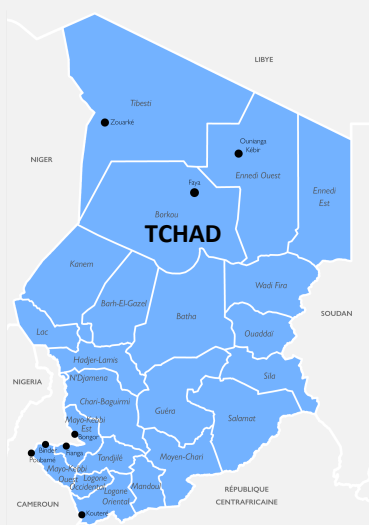 LIBYE
Tibesti
Zouarké
Ounianga
Kébir
NIGER
Ennedi Ouest
Faya
Ennedi
Est
Borkou
TCHAD
Kanem
Wadi Fira
Barh-El-Gazel
Batha
SOUDAN
Lac
Ouaddaï
Hadjer-Lamis
Sila
NIGERIA
N'Djamena
Chari-Baguirmi
Guéra
Salamat
Mayo-Kebbi
Est
Bongor
Fianga
Moyen-Chari
Tandjilé
Mayo-Kebbi
Ouest
Logone
Occidental
Mandoul
Logone
Oriental
RÉPUBLIQUE
CENTRAFRICAINE
CAMEROUN
Kouteré